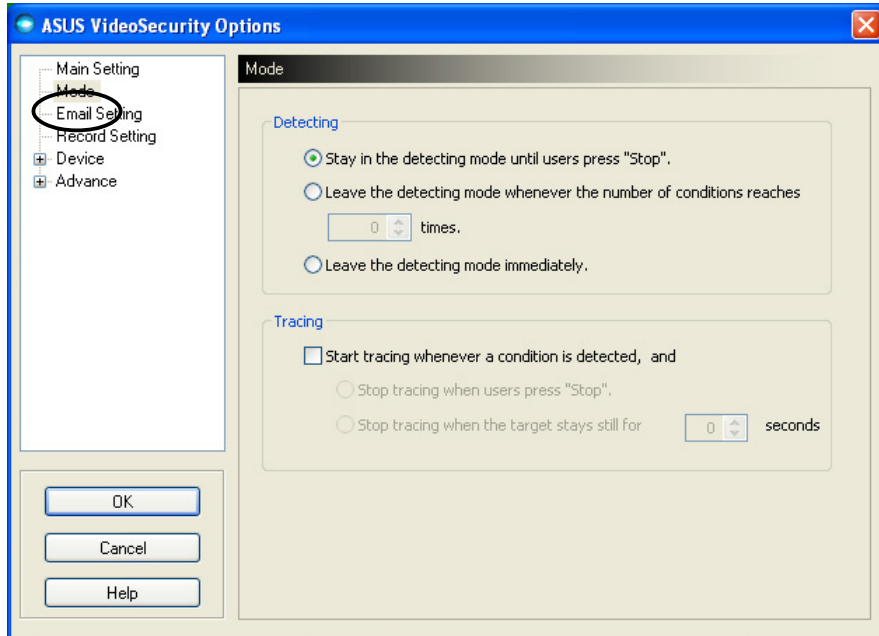 ASUS VideoSecurity Options
Main Setting
Mode
Email Setting
Record Setting
Device
Advance
OK
Cancel
Help
Mode
Detecting
Stay in the detecting mode until users press "Stop".
Leave the detecting mode whenever the number of conditions reaches
0 times.
Leave the detecting mode immediately.
Tracing
Start tracing whenever a condition is detected, and
Stop tracing when users press "Stop".
Stop tracing when the target stays still for 0 seconds